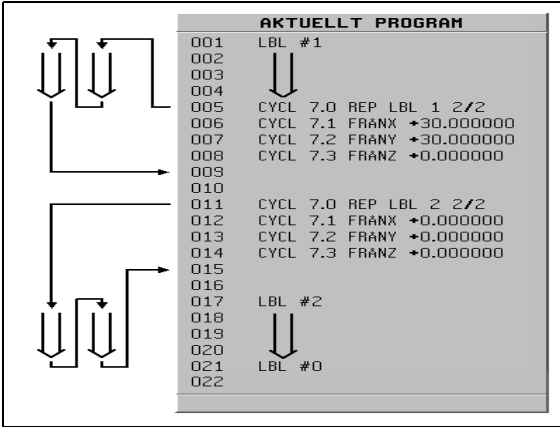 AKTUELLT PROGRAM
001 LBL #1
002
003
004
005 CYCL 7.0 REP LBL 1 2/2
006 CYCL 7.1 FRANX +30.000000
007 CYCL 7.2 FRANY +30.000000
008 CYCL 7.3 FRANZ +0.000000
009
010
011 CYCL 7.0 REP LBL 2 2/2
012 CYCL 7.1 FRANX +0.000000
013 CYCL 7.2 FRANY +0.000000
014 CYCL 7.3 FRANZ +0.000000
015
016
017 LBL #2
018
019
020
021 LBL #0
022